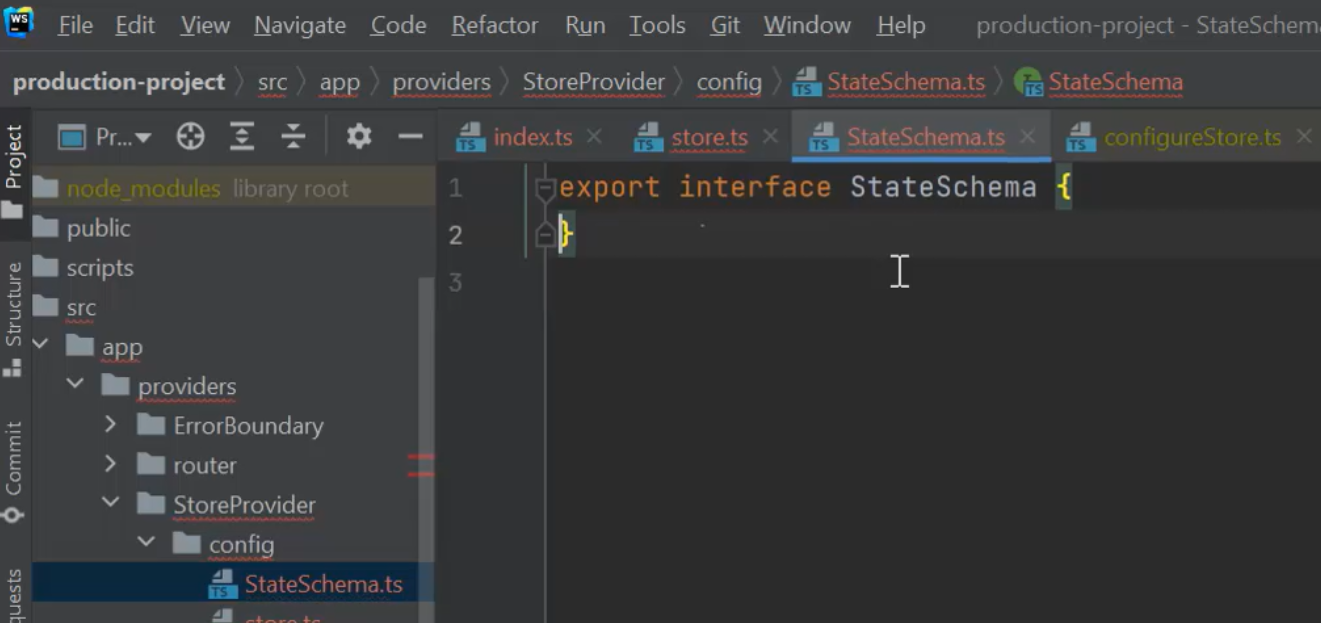 WS File Edit View Navigate Code Refactor Run Tools Git Window Help production-project - StateSchema
production-project src app providers StoreProvider config StateSchema.ts StateSchema
Project
Structure
Commit
Pr...
node_modules library root
public
scripts
src
app
providers
ErrorBoundary
router
StoreProvider
config
StateSchema.ts
store.ts
index.ts store.ts StateSchema.ts configureStore.ts
1 export interface StateSchema {
2 }
3